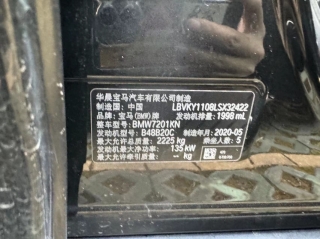 华晨宝马汽车有限公司制造
制造国: 中国 LBVKY1108LSX32422
品牌: 宝马(BMW)牌 发动机排量: 1998 mL
整车型号: BMW7201KN
发动机型号: B48B20C 制造年月: 2020-05
最大允许总质量: 2225 kg 乘坐人数: 5
发动机最大净功率: 135 kW
最大允许牵引质量: -- kg